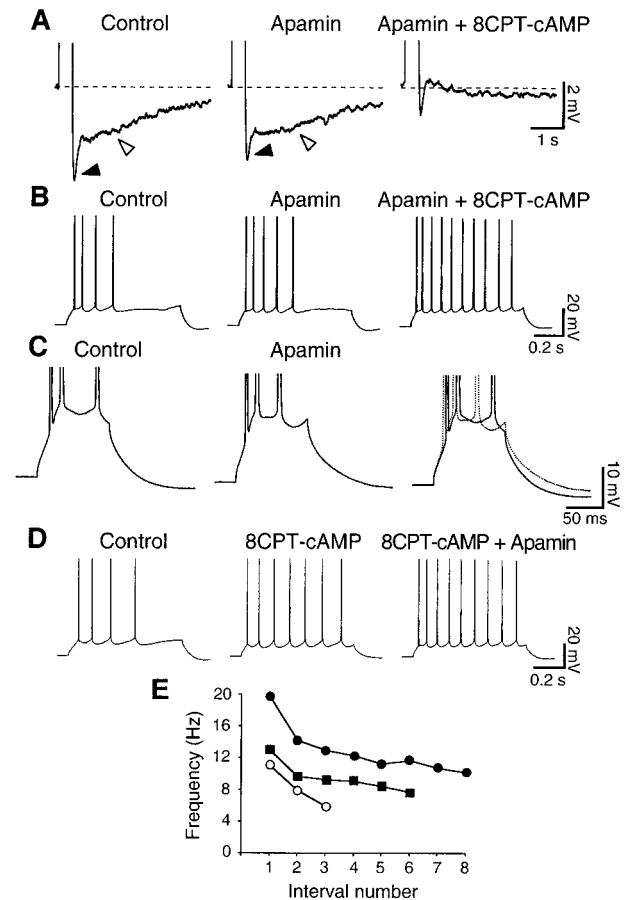 A
Control Apamin Apamin + 8CPT-cAMP
2 mV
1 s
B
Control Apamin Apamin + 8CPT-cAMP
20 mV
0.2 s
C
Control Apamin
10 mV
50 ms
D
Control 8CPT-cAMP 8CPT-cAMP + Apamin
20 mV
0.2 s
E
Frequency (Hz)
20
16
12
8
4
0
1 2 3 4 5 6 7 8
Interval number